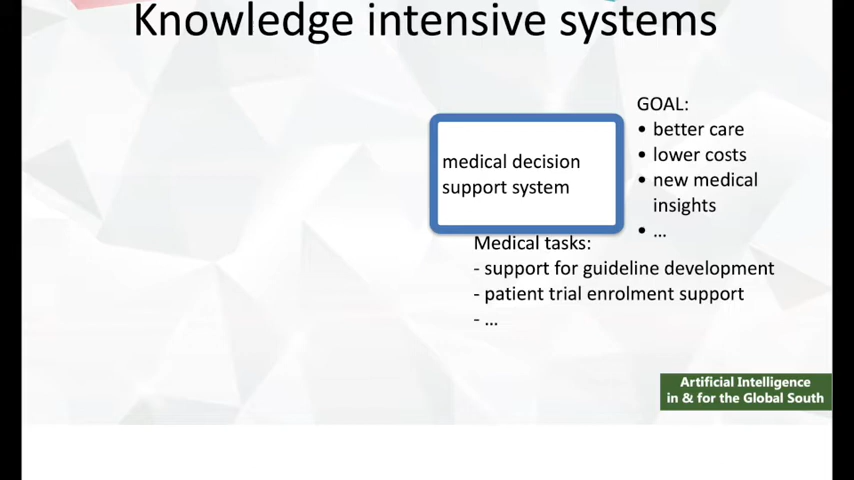 Knowledge intensive systems
medical decision
support system
GOAL:
• better care
• lower costs
• new medical
insights
• ...
Medical tasks:
- support for guideline development
- patient trial enrolment support
- ...
Artificial Intelligence
in & for the Global South